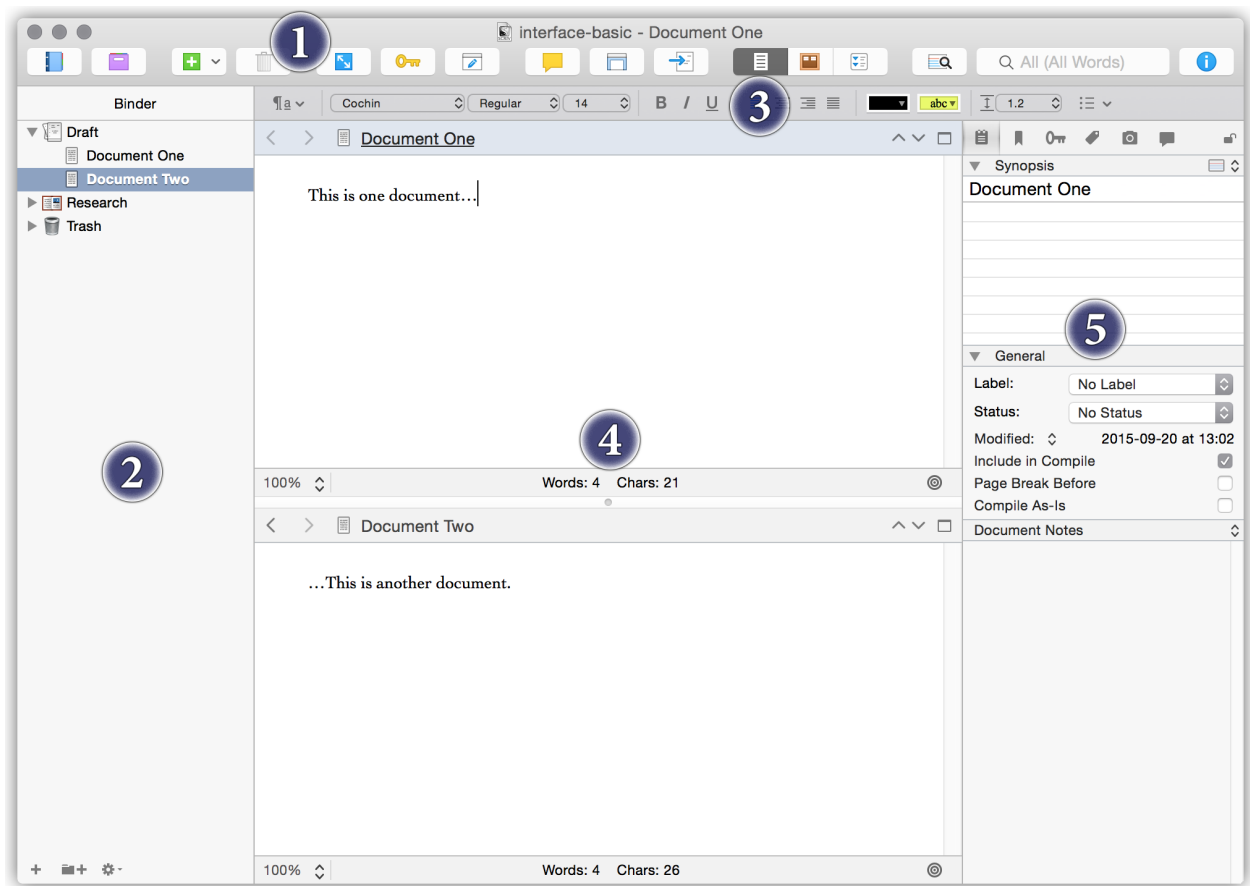 interface-basic - Document One
1
All (All Words)
Binder
a
Cochin
Regular
14
B I U
3
abc
1.2
Draft
Document One
Document Two
Research
Trash
2
Document One
This is one document…
4
100%
Words: 4 Chars: 21
Document Two
…This is another document.
100%
Words: 4 Chars: 26
Synopsis
Document One
5
General
Label: No Label
Status: No Status
Modified: 2015-09-20 at 13:02
Include in Compile
Page Break Before
Compile As-Is
Document Notes